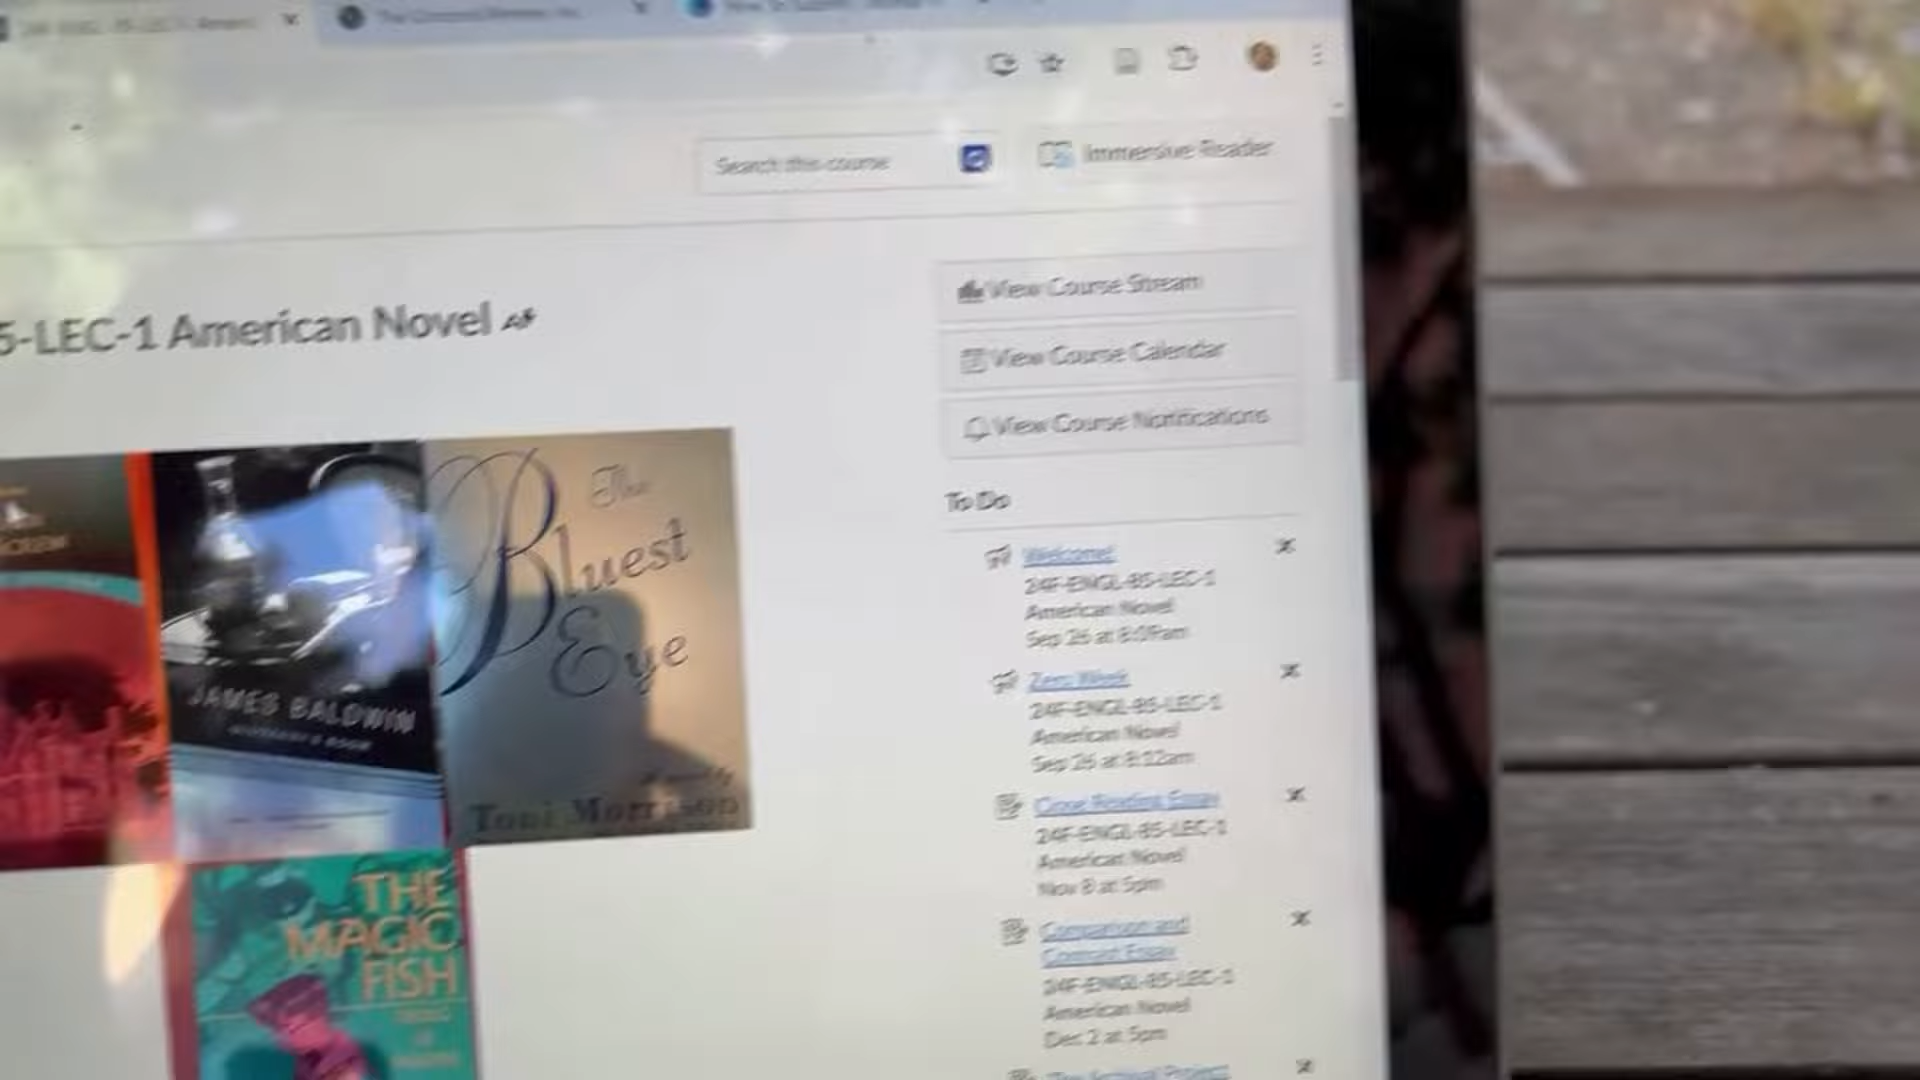 Search this course
Immersive Reader
5-LEC-1 American Novel
View Course Stream
View Course Calendar
View Course Notifications
To Do
Welcome!
24F-ENGL-85-LEC-1
American Novel
Sep 26 at 8:09am
Zero Week
24F-ENGL-85-LEC-1
American Novel
Sep 26 at 8:12am
Close Reading Essay
24F-ENGL-85-LEC-1
American Novel
Nov 8 at 5pm
Comparison and
Contrast Essay
24F-ENGL-85-LEC-1
American Novel
Dec 2 at 5pm
The Archival Project
JAMES BALDWIN
The
Bluest
Eye
Toni Morrison
THE
MAGIC
FISH